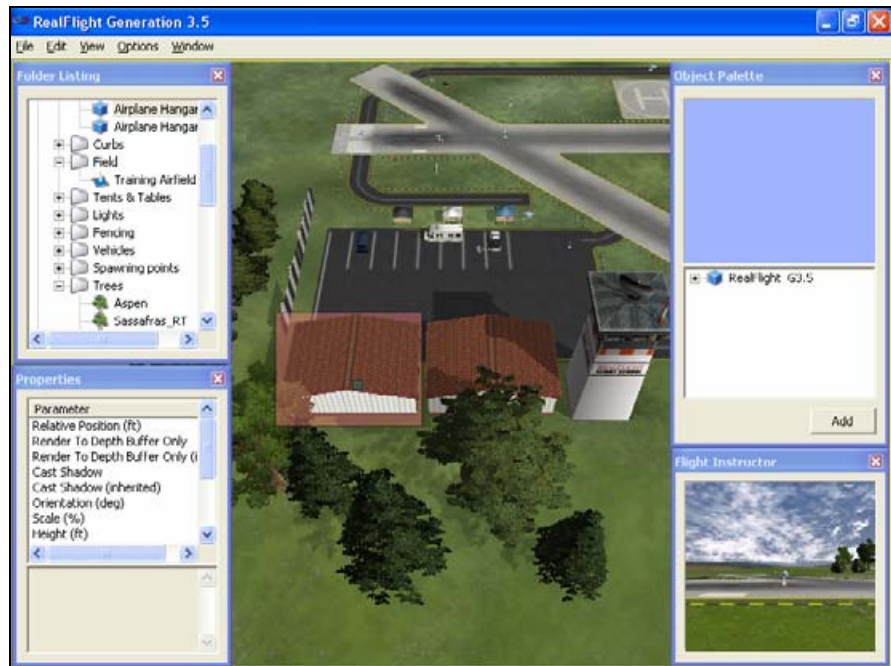 RealFlight Generation 3.5
File Edit View Options Window
Folder Listing
Airplane Hangar
Airplane Hangar
Curbs
Field
Training Airfield
Tents & Tables
Lights
Fencing
Vehicles
Spawning points
Trees
Aspen
Sassafras_RT
Properties
Parameter
Relative Position (ft)
Render To Depth Buffer Only
Render To Depth Buffer Only (i
Cast Shadow
Cast Shadow (inherited)
Orientation (deg)
Scale (%)
Height (ft)
H
Object Palette
RealFlight G3.5
Add
Flight Instructor